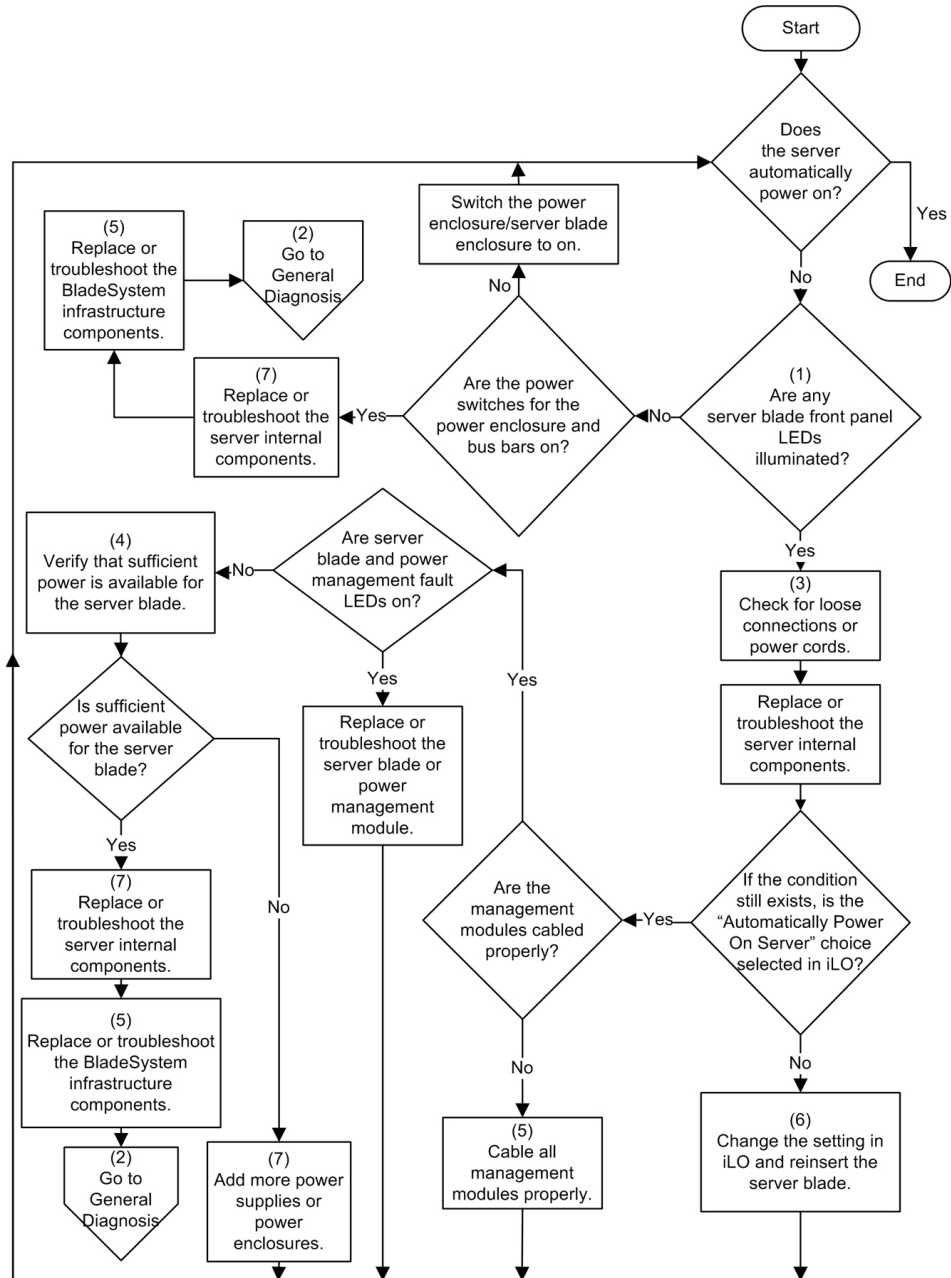 Start
Does
the server
automatically
power on?
Yes
End
No
Switch the power
enclosure/server blade
enclosure to on.
No
(5)
Replace or
troubleshoot the
BladeSystem
infrastructure
components.
(2)
Go to
General
Diagnosis
(7)
Replace or
troubleshoot the
server internal
components.
Yes
Are the power
switches for the
power enclosure and
bus bars on?
No
(1)
Are any
server blade front panel
LEDs
illuminated?
Yes
(3)
Check for loose
connections or
power cords.
Replace or
troubleshoot the
server internal
components.
If the condition
still exists, is the
“Automatically Power
On Server” choice
selected in iLO?
Yes
No
(6)
Change the setting in
iLO and reinsert the
server blade.
Are the
management
modules cabled
properly?
Yes
No
(5)
Cable all
management
modules properly.
Are server
blade and power
management fault
LEDs on?
No
Yes
Replace or
troubleshoot the
server blade or
power
management
module.
(4)
Verify that sufficient
power is available for
the server blade.
Is sufficient
power available
for the server
blade?
Yes
No
(7)
Replace or
troubleshoot the
server internal
components.
(5)
Replace or troubleshoot
the BladeSystem
infrastructure
components.
(2)
Go to
General
Diagnosis
(7)
Add more power
supplies or
power
enclosures.